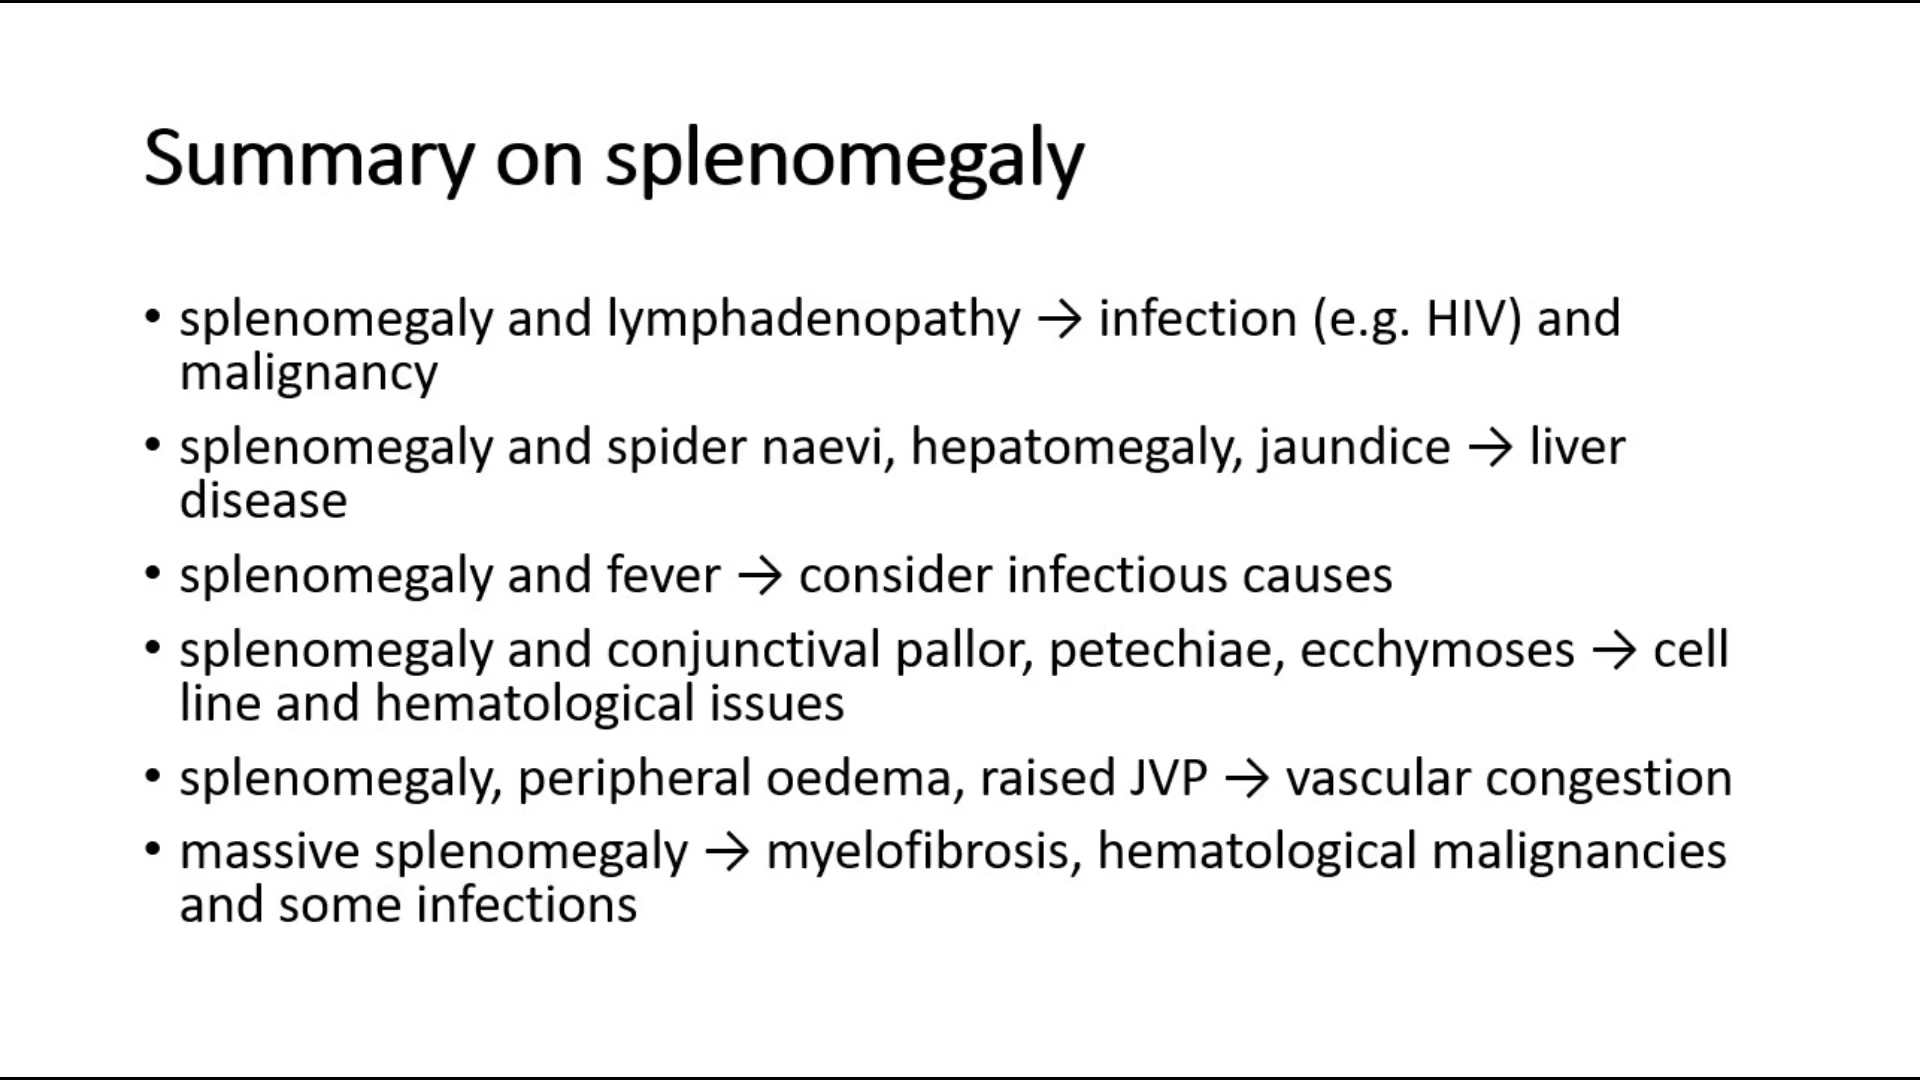 Summary on splenomegaly
• splenomegaly and lymphadenopathy → infection (e.g. HIV) and
malignancy
• splenomegaly and spider naevi, hepatomegaly, jaundice → liver
disease
• splenomegaly and fever → consider infectious causes
• splenomegaly and conjunctival pallor, petechiae, ecchymoses → cell
line and hematological issues
• splenomegaly, peripheral oedema, raised JVP → vascular congestion
• massive splenomegaly → myelofibrosis, hematological malignancies
and some infections